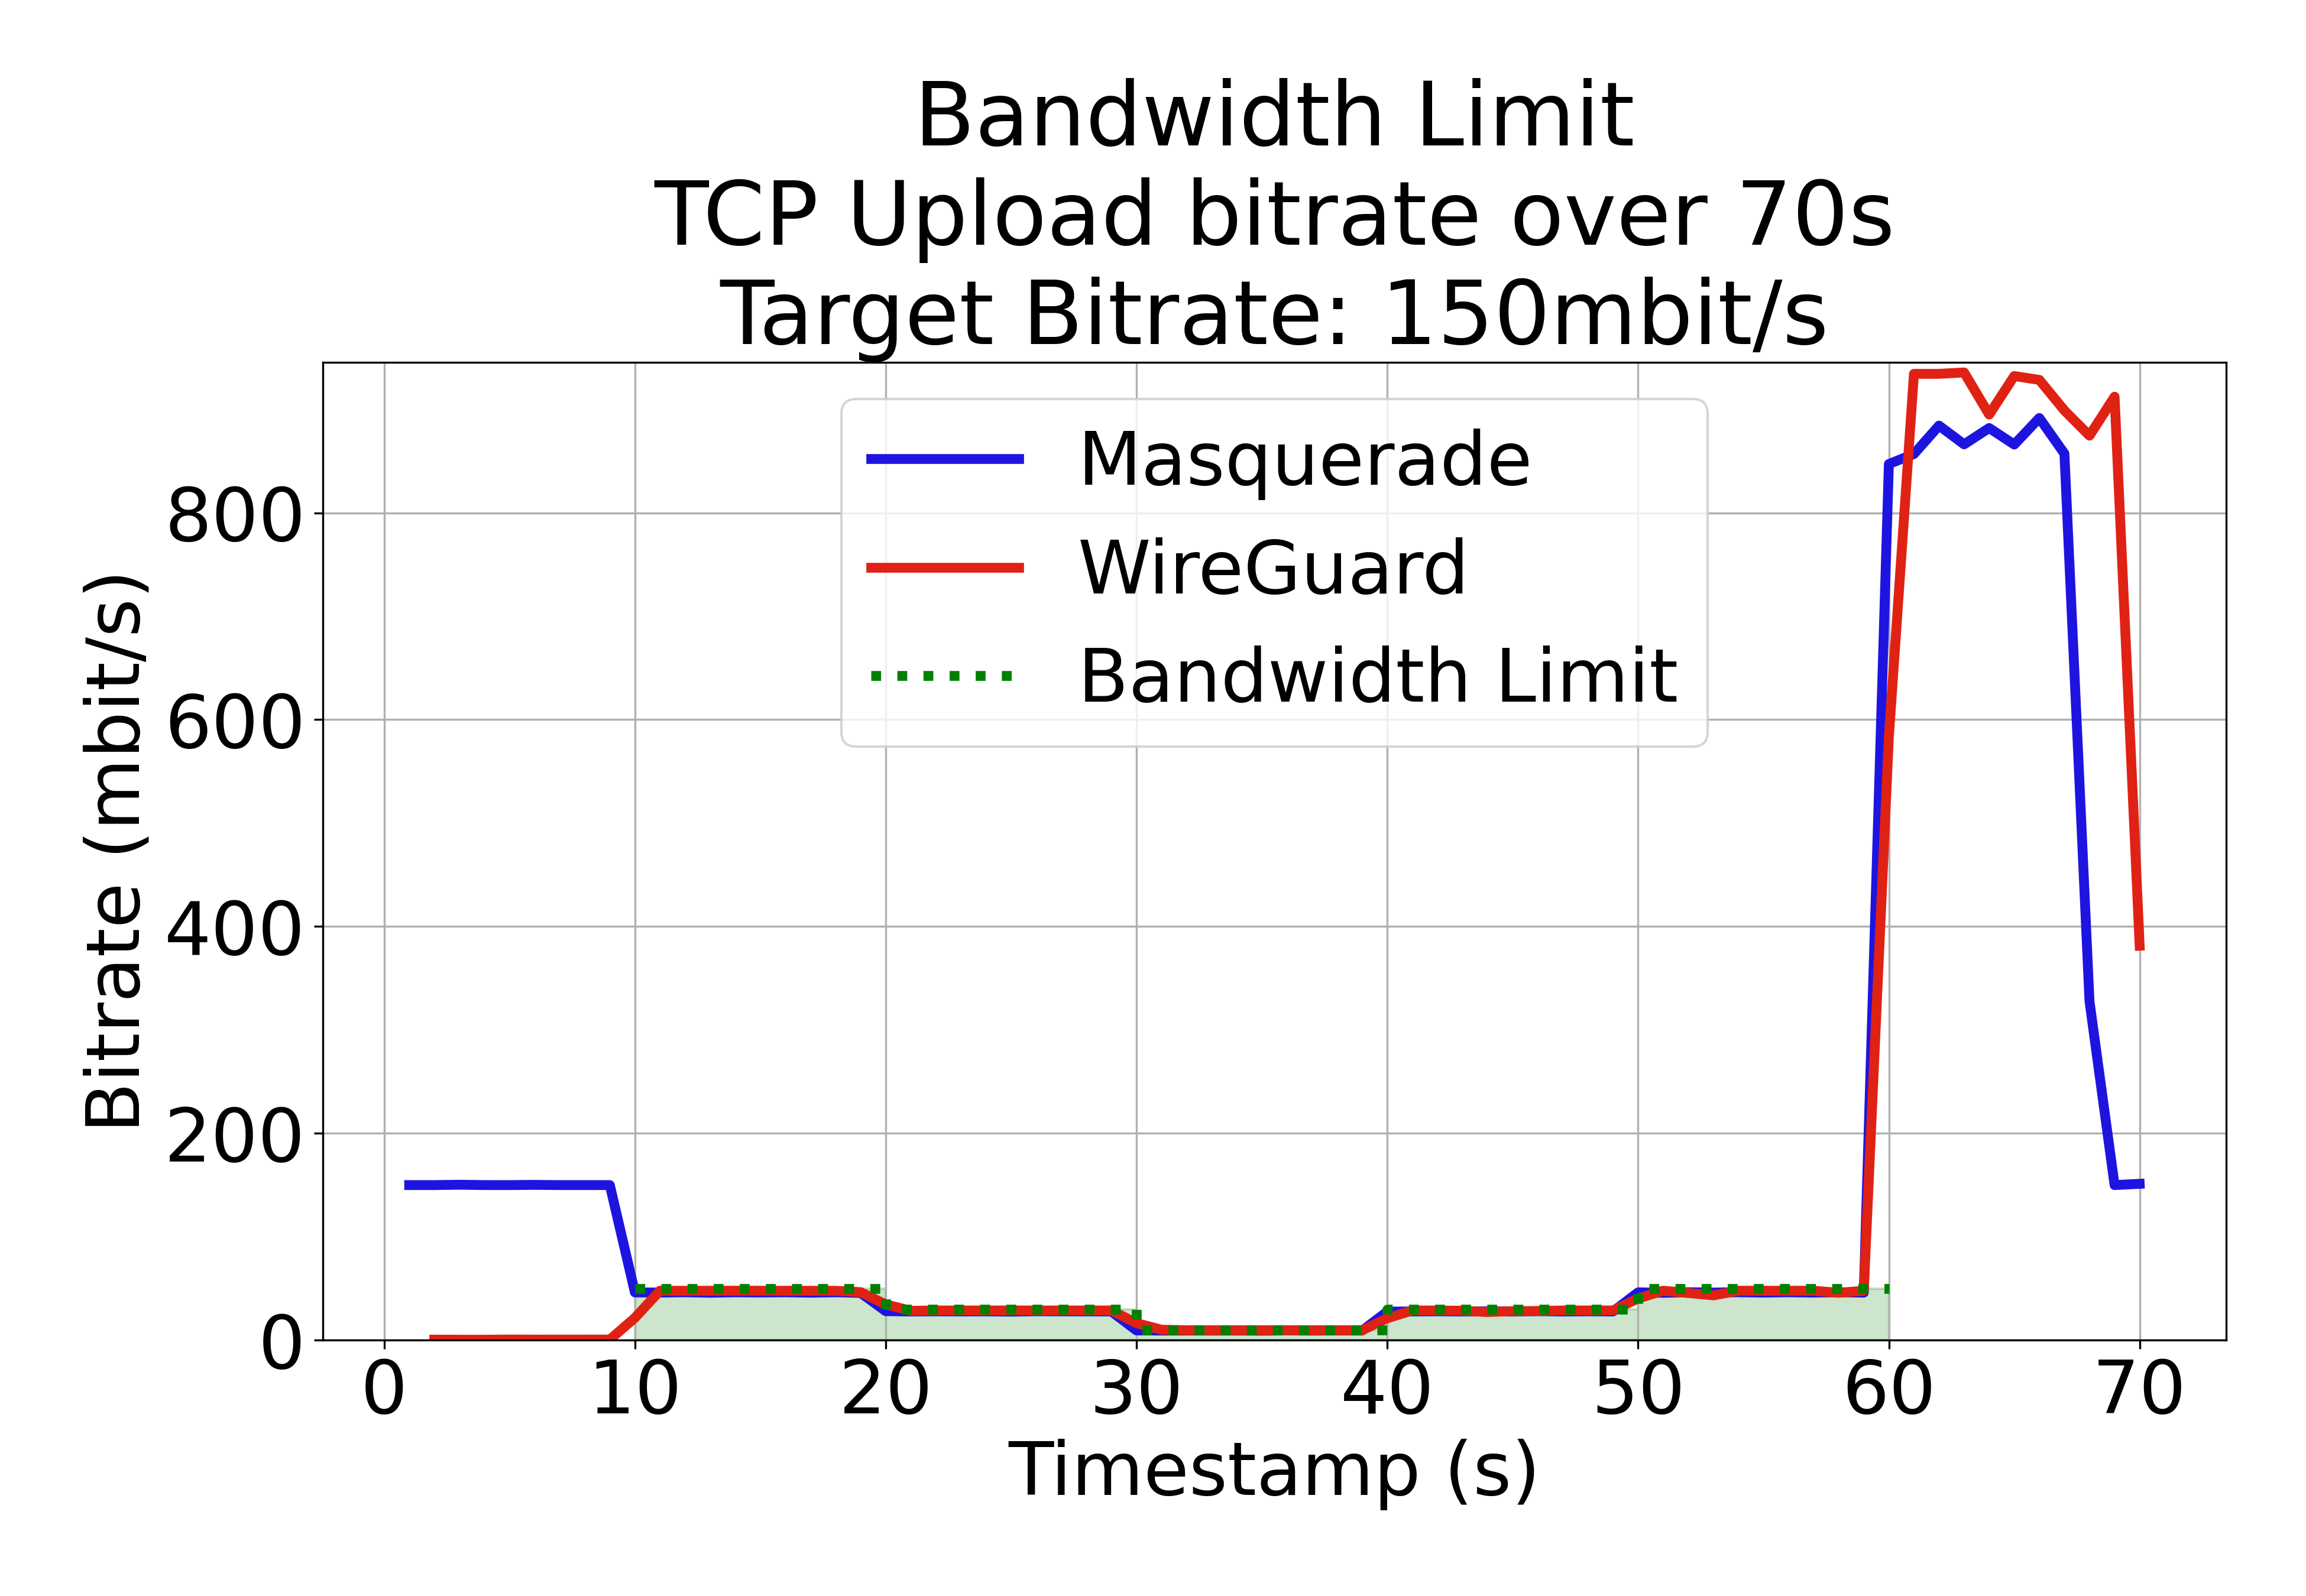 Bandwidth Limit
TCP Upload bitrate over 70s
Target Bitrate: 150mbit/s
Masquerade
WireGuard
Bandwidth Limit
Bitrate (mbit/s)
800
600
400
200
0
0 10 20 30 40 50 60 70
Timestamp (s)